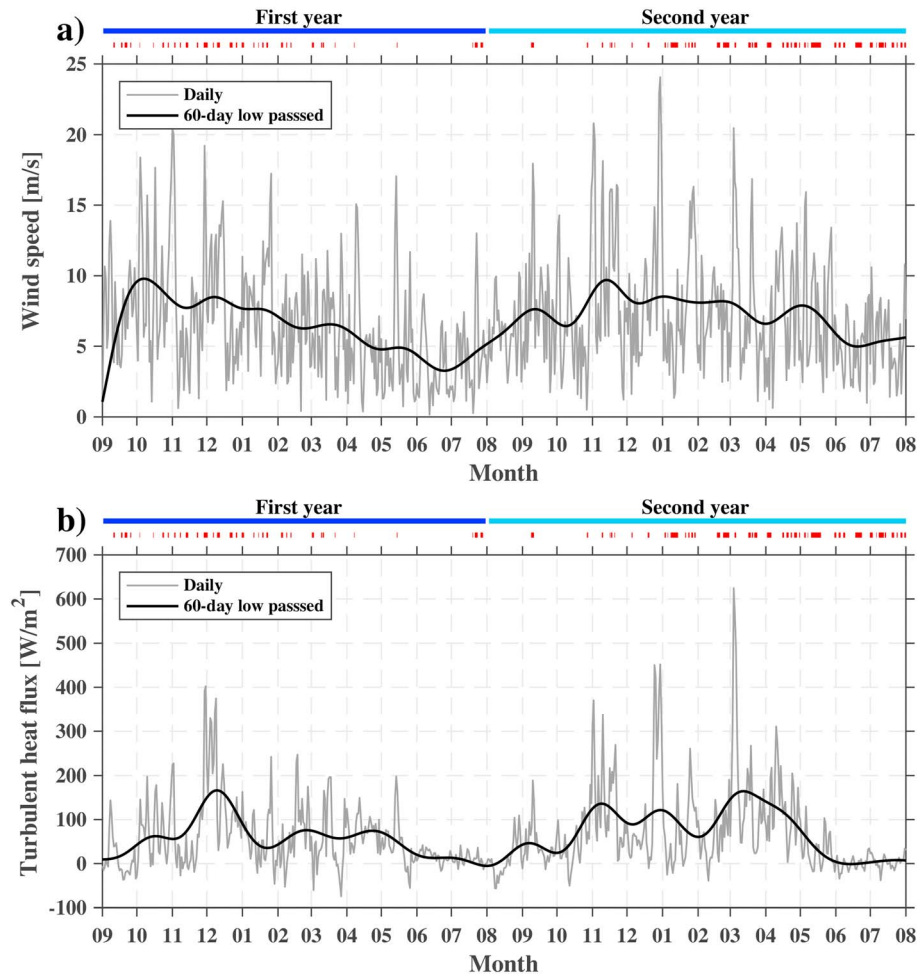 First year Second year
a)
25
20
15
10
5
0
Wind speed [m/s]
Daily
60-day low passsed
09 10 11 12 01 02 03 04 05 06 07 08 09 10 11 12 01 02 03 04 05 06 07 08
Month
First year Second year
b)
700
600
500
400
300
200
100
0
-100
Turbulent heat flux [W/m²]
Daily
60-day low passsed
09 10 11 12 01 02 03 04 05 06 07 08 09 10 11 12 01 02 03 04 05 06 07 08
Month